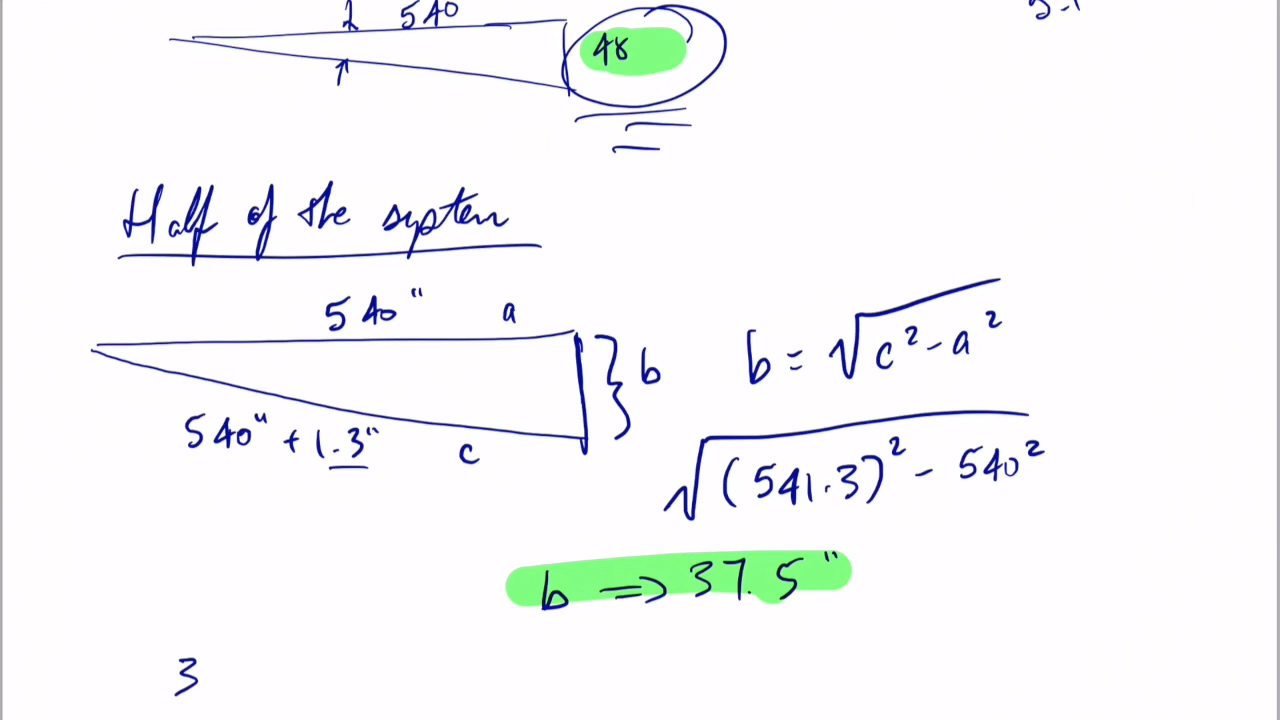 540
48
Half of the system
540" a
b
540" + 1.3" c
b = √c² - a²
√(541.3)² - 540²
b => 37.5"
3